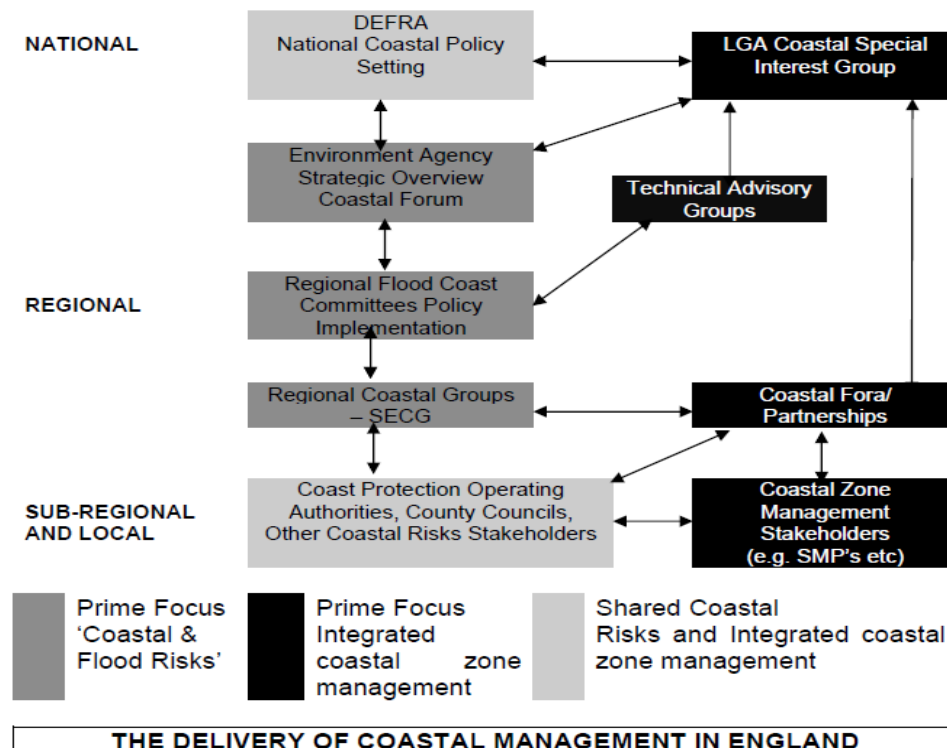 NATIONAL
DEFRA
National Coastal Policy
Setting
LGA Coastal Special
Interest Group
Environment Agency
Strategic Overview
Coastal Forum
Technical Advisory
Groups
REGIONAL
Regional Flood Coast
Committees Policy
Implementation
Regional Coastal Groups
– SECG
Coastal Fora/
Partnerships
SUB-REGIONAL
AND LOCAL
Coast Protection Operating
Authorities, County Councils,
Other Coastal Risks Stakeholders
Coastal Zone
Management
Stakeholders
(e.g. SMP's etc)
Prime Focus
‘Coastal &
Flood Risks’
Prime Focus
Integrated
coastal zone
management
Shared Coastal
Risks and Integrated coastal
zone management
THE DELIVERY OF COASTAL MANAGEMENT IN ENGLAND